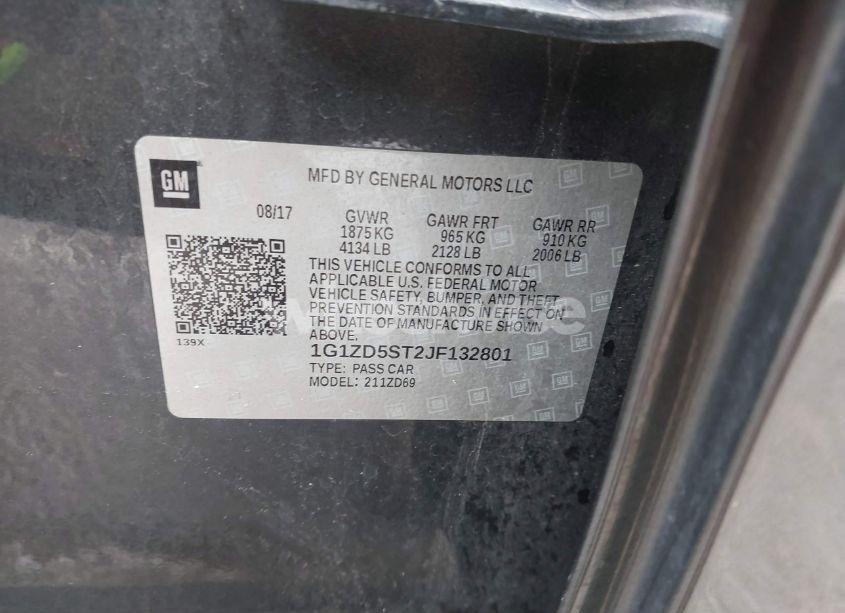 GM
MFD BY GENERAL MOTORS LLC
08/17 GVWR GAWR FRT GAWR RR
1875 KG 965 KG 910 KG
4134 LB 2128 LB 2006 LB
THIS VEHICLE CONFORMS TO ALL
APPLICABLE U.S. FEDERAL MOTOR
VEHICLE SAFETY, BUMPER, AND THEFT
PREVENTION STANDARDS IN EFFECT ON
THE DATE OF MANUFACTURE SHOWN
ABOVE.
139X
1G1ZD5ST2JF132801
TYPE: PASS CAR
MODEL: 211ZD69